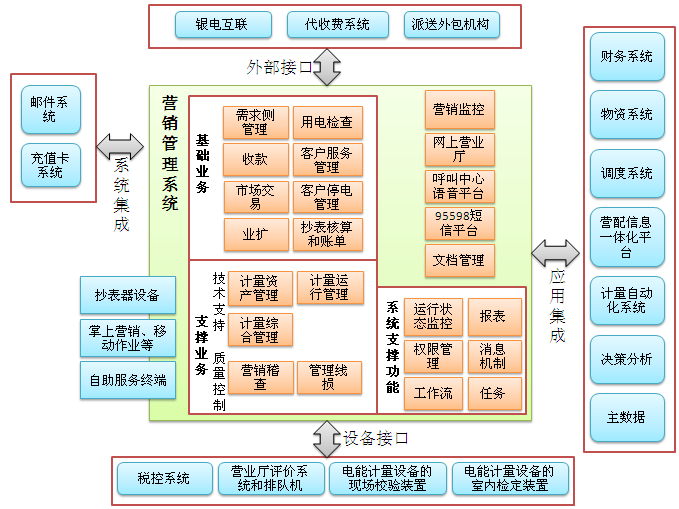 银电互联
代收费系统
派送外包机构
外部接口
邮件系
统
充值卡
系统
系统集成
营销管理系统
基础业务
需求侧
管理
用电检查
收款
客户服务
管理
市场交
易
客户停电
管理
业扩
抄表核算
和账单
营销监控
网上营业
厅
呼叫中心
语音平台
95598短
信平台
文档管理
支撑业务
技术支持
计量资
产管理
计量运
行管理
计量综
合管理
质量控制
营销稽
查
管理线
损
系统支撑功能
运行状
态监控
报表
权限管
理
消息
机制
工作流
任务
抄表器设备
掌上营销、移
动作业等
自助服务终端
应用集成
财务系统
物资系统
调度系统
营配信息
一体化平
台
计量自动
化系统
决策分析
主数据
设备接口
税控系统
营业厅评价系
统和排队机
电能计量设备的
现场校验装置
电能计量设备的
室内检定装置